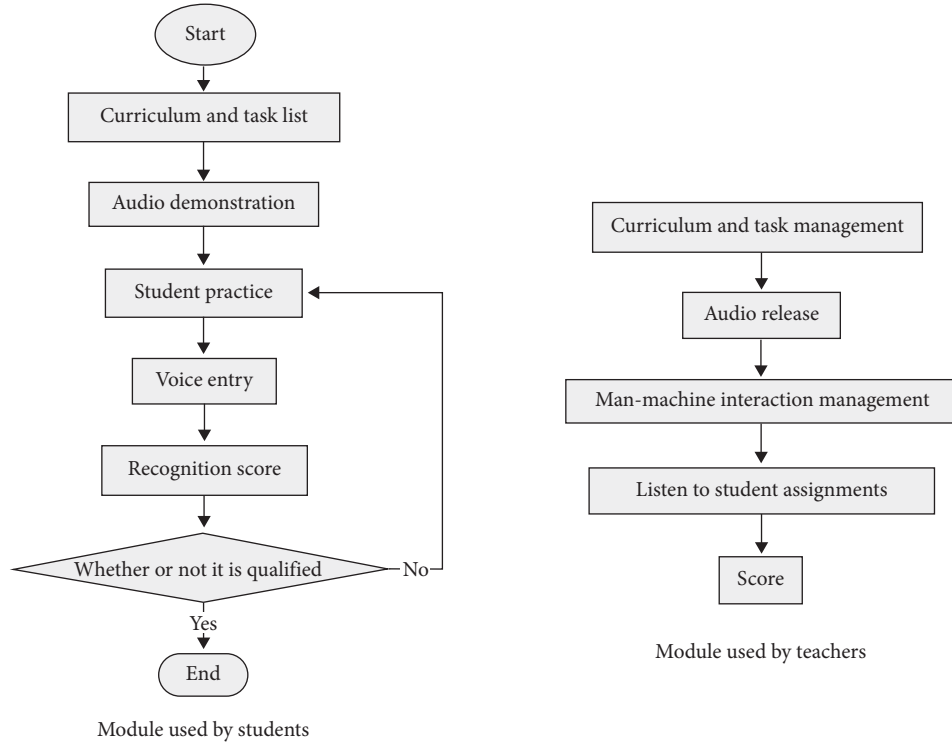 Start
Curriculum and task list
Audio demonstration
Student practice
Voice entry
Recognition score
Whether or not it is qualified
No
Yes
End
Module used by students
Curriculum and task management
Audio release
Man-machine interaction management
Listen to student assignments
Score
Module used by teachers